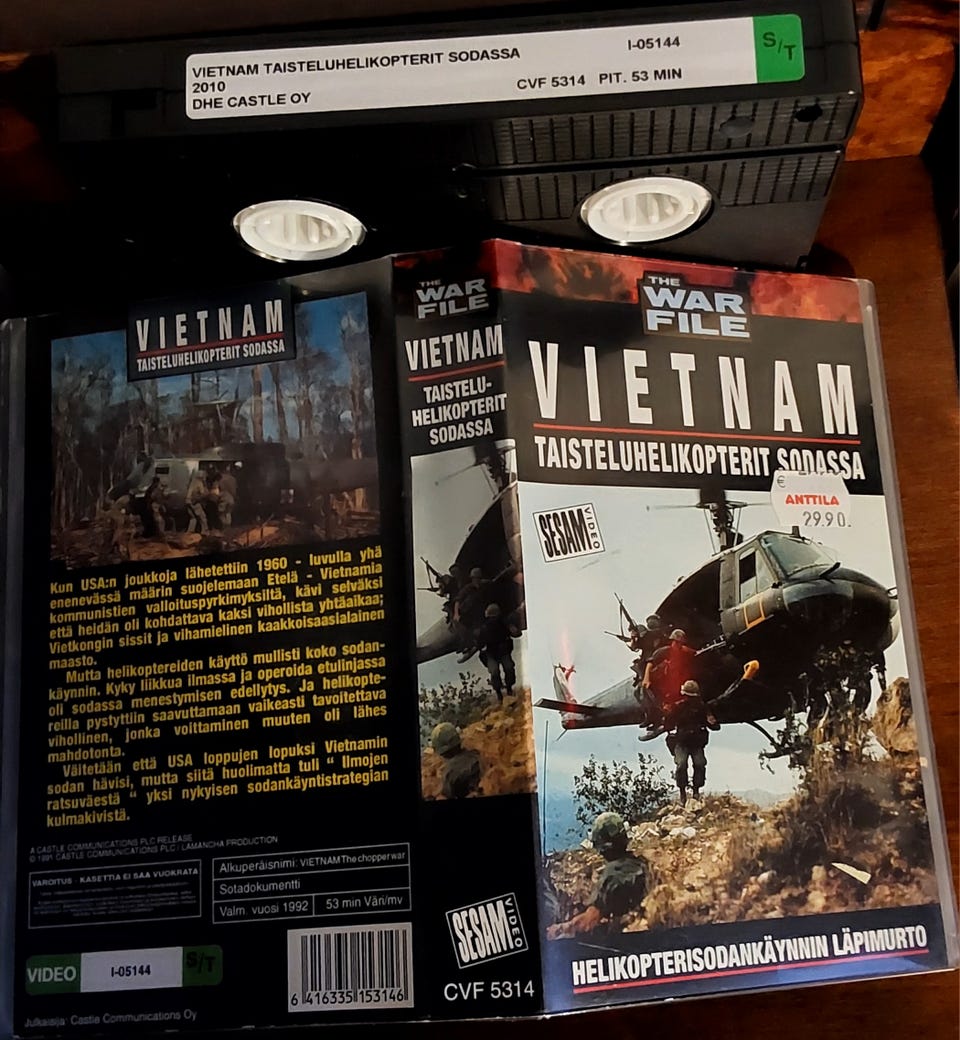 VIETNAM TAISTELUHELIKOPTERIT SODASSA
2010
DHE CASTLE OY
I-05144
CVF 5314 PIT. 53 MIN
S/T
VIETNAM
TAISTELUHELIKOPTERIT SODASSA
Kun USA:n joukkoja lähetettiin 1960 - luvulla yhä
enenevässä määrin suojelemaan Etelä - Vietnamia
kommunistien valloituspyrkimyksiltä, kävi selväksi
että heidän oli kohdattava kaksi vihollista yhtäaikaa;
Vietkongin sissit ja vihamielinen kaakkoisaasialainen
maasto.
Mutta helikoptereiden käyttö mullisti koko sodan-
käynnin. Kyky liikkua ilmassa ja operoida etulinjassa
oli sodassa menestymisen edellytys. Ja helikopte-
reilla pystyttiin saavuttamaan vaikeasti tavoitettava
vihollinen, jonka voittaminen muuten oli lähes
mahdotonta.
Väitetään että USA loppujen lopuksi Vietnamin
sodan hävisi, mutta siitä huolimatta tuli " Ilmojen
ratsuväestä " yksi nykyisen sodankäyntistrategian
kulmakivistä.
A CASTLE COMMUNICATIONS PLC RELEASE
© 1991 CASTLE COMMUNICATIONS PLC / LAMANCHA PRODUCTION
VAROITUS - KASETTIA EI SAA VUOKRATA
Alkuperäisnimi: VIETNAM The chopper war
Sotadokumentti
Valm. vuosi 1992 53 min Väri/mv
VIDEO I-05144 S/T
6 416335 153146
Julkaisija: Castle Communications Oy
THE
WAR
FILE
VIETNAM
TAISTELU-
HELIKOPTERIT
SODASSA
SESAM VIDEO
CVF 5314
THE
WAR
FILE
VIETNAM
TAISTELUHELIKOPTERIT SODASSA
€
ANTTILA
29.90.
SESAM VIDEO
HELIKOPTERISODANKÄYNNIN LÄPIMURTO